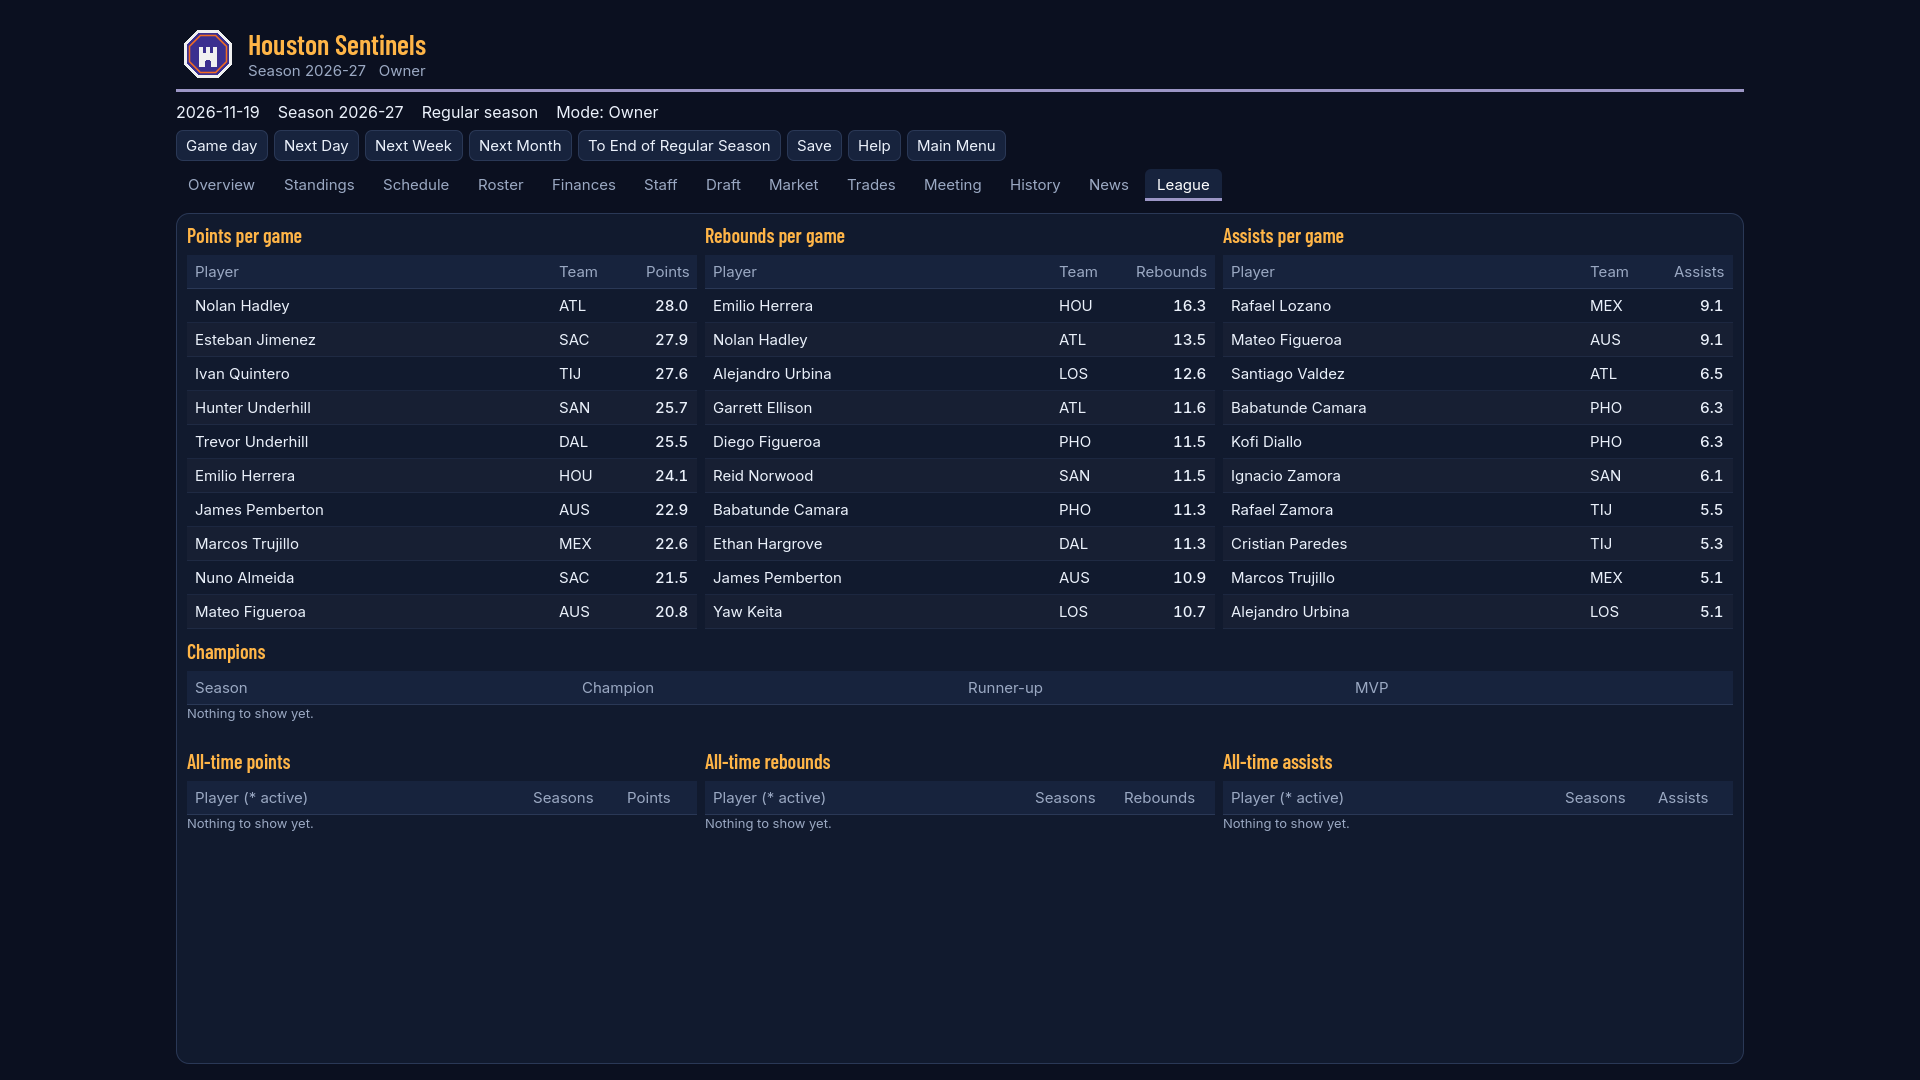 Houston Sentinels
Season 2026-27 Owner
2026-11-19 Season 2026-27 Regular season Mode: Owner
Game day Next Day Next Week Next Month To End of Regular Season Save Help Main Menu
Overview Standings Schedule Roster Finances Staff Draft Market Trades Meeting History News League
Points per game
Player Team Points
Nolan Hadley ATL 28.0
Esteban Jimenez SAC 27.9
Ivan Quintero TIJ 27.6
Hunter Underhill SAN 25.7
Trevor Underhill DAL 25.5
Emilio Herrera HOU 24.1
James Pemberton AUS 22.9
Marcos Trujillo MEX 22.6
Nuno Almeida SAC 21.5
Mateo Figueroa AUS 20.8
Rebounds per game
Player Team Rebounds
Emilio Herrera HOU 16.3
Nolan Hadley ATL 13.5
Alejandro Urbina LOS 12.6
Garrett Ellison ATL 11.6
Diego Figueroa PHO 11.5
Reid Norwood SAN 11.5
Babatunde Camara PHO 11.3
Ethan Hargrove DAL 11.3
James Pemberton AUS 10.9
Yaw Keita LOS 10.7
Assists per game
Player Team Assists
Rafael Lozano MEX 9.1
Mateo Figueroa AUS 9.1
Santiago Valdez ATL 6.5
Babatunde Camara PHO 6.3
Kofi Diallo PHO 6.3
Ignacio Zamora SAN 6.1
Rafael Zamora TIJ 5.5
Cristian Paredes TIJ 5.3
Marcos Trujillo MEX 5.1
Alejandro Urbina LOS 5.1
Champions
Season Champion Runner-up MVP
Nothing to show yet.
All-time points
Player (* active) Seasons Points
Nothing to show yet.
All-time rebounds
Player (* active) Seasons Rebounds
Nothing to show yet.
All-time assists
Player (* active) Seasons Assists
Nothing to show yet.